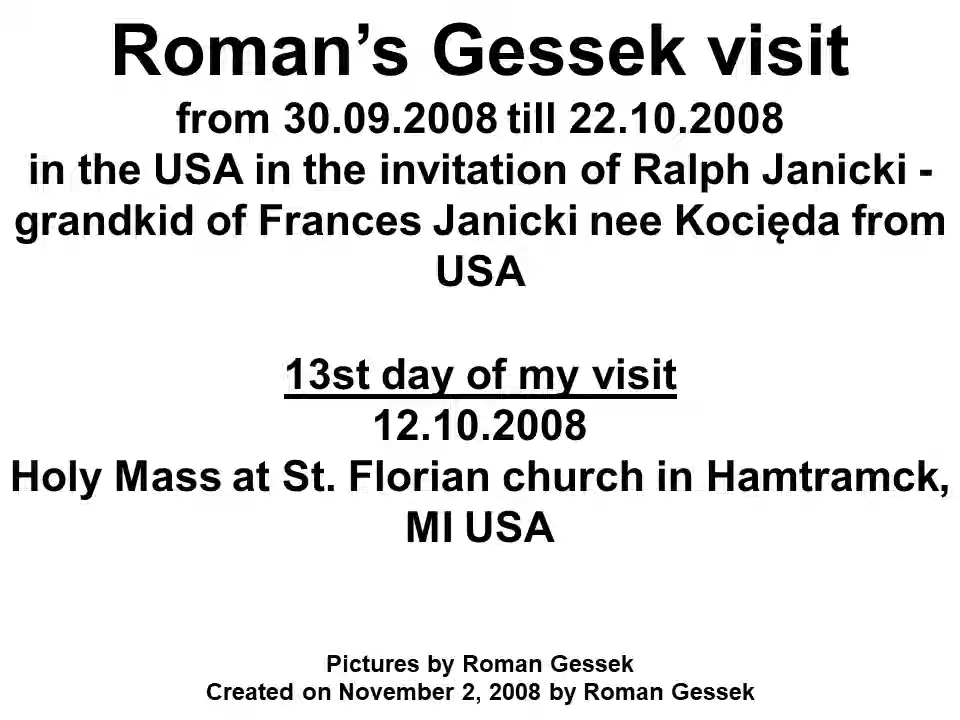 Roman’s Gessek visit
from 30.09.2008 till 22.10.2008
in the USA in the invitation of Ralph Janicki -
grandkid of Frances Janicki nee Kocięda from
USA
13st day of my visit
12.10.2008
Holy Mass at St. Florian church in Hamtramck,
MI USA
Pictures by Roman Gessek
Created on November 2, 2008 by Roman Gessek